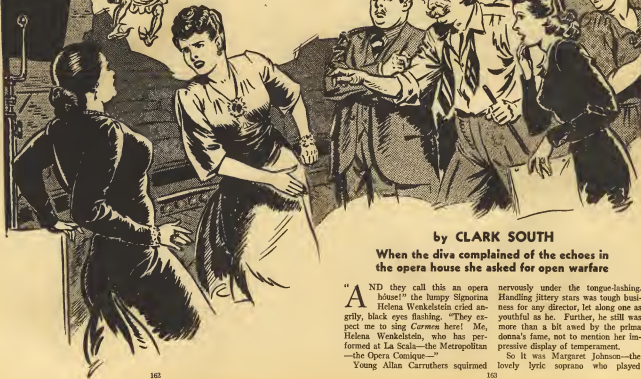 by CLARK SOUTH
When the diva complained of the echoes in
the opera house she asked for open warfare
"AND they call this an opera
house!" the lumpy Signorina
Helena Wenkelstein cried an-
grily, black eyes flashing. "They ex-
pect me to sing Carmen here! Me,
Helena Wenkelstein, who has per-
formed at La Scala—the Metropolitan
—the Opera Comique—"
Young Allan Carruthers squirmed
nervously under the tongue-lashing.
Handling jittery stars was tough busi-
ness for any director, let along one as
youthful as he. Further, he still was
more than a bit awed by the prima
donna's fame, not to mention her im-
pressive display of temperament.
So it was Margaret Johnson—the
lovely lyric soprano who played
162
163